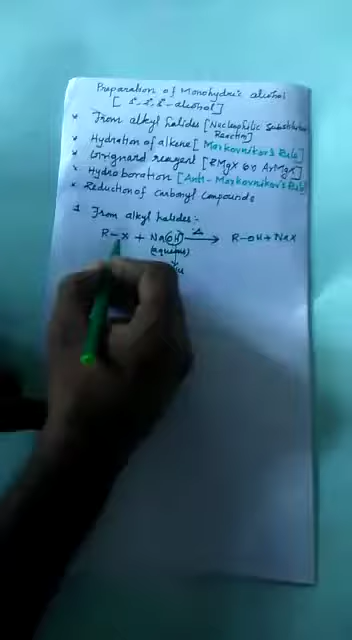 Preparation of Monohydric alcohol
[ 1°, 2°, 3° - alcohol]
* From alkyl halides [Nucleophilic Substitution
Reaction]
* Hydration of alkene [Markovnikov's Rule]
* Grignard reagent [RMgX or ArMgX]
* Hydroboration [Anti-Markovnikov's Rule]
* Reduction of Carbonyl Compounds
1 From alkyl halides:-
R-X + NaOH —Δ→ R-OH + NaX
(aqueous)